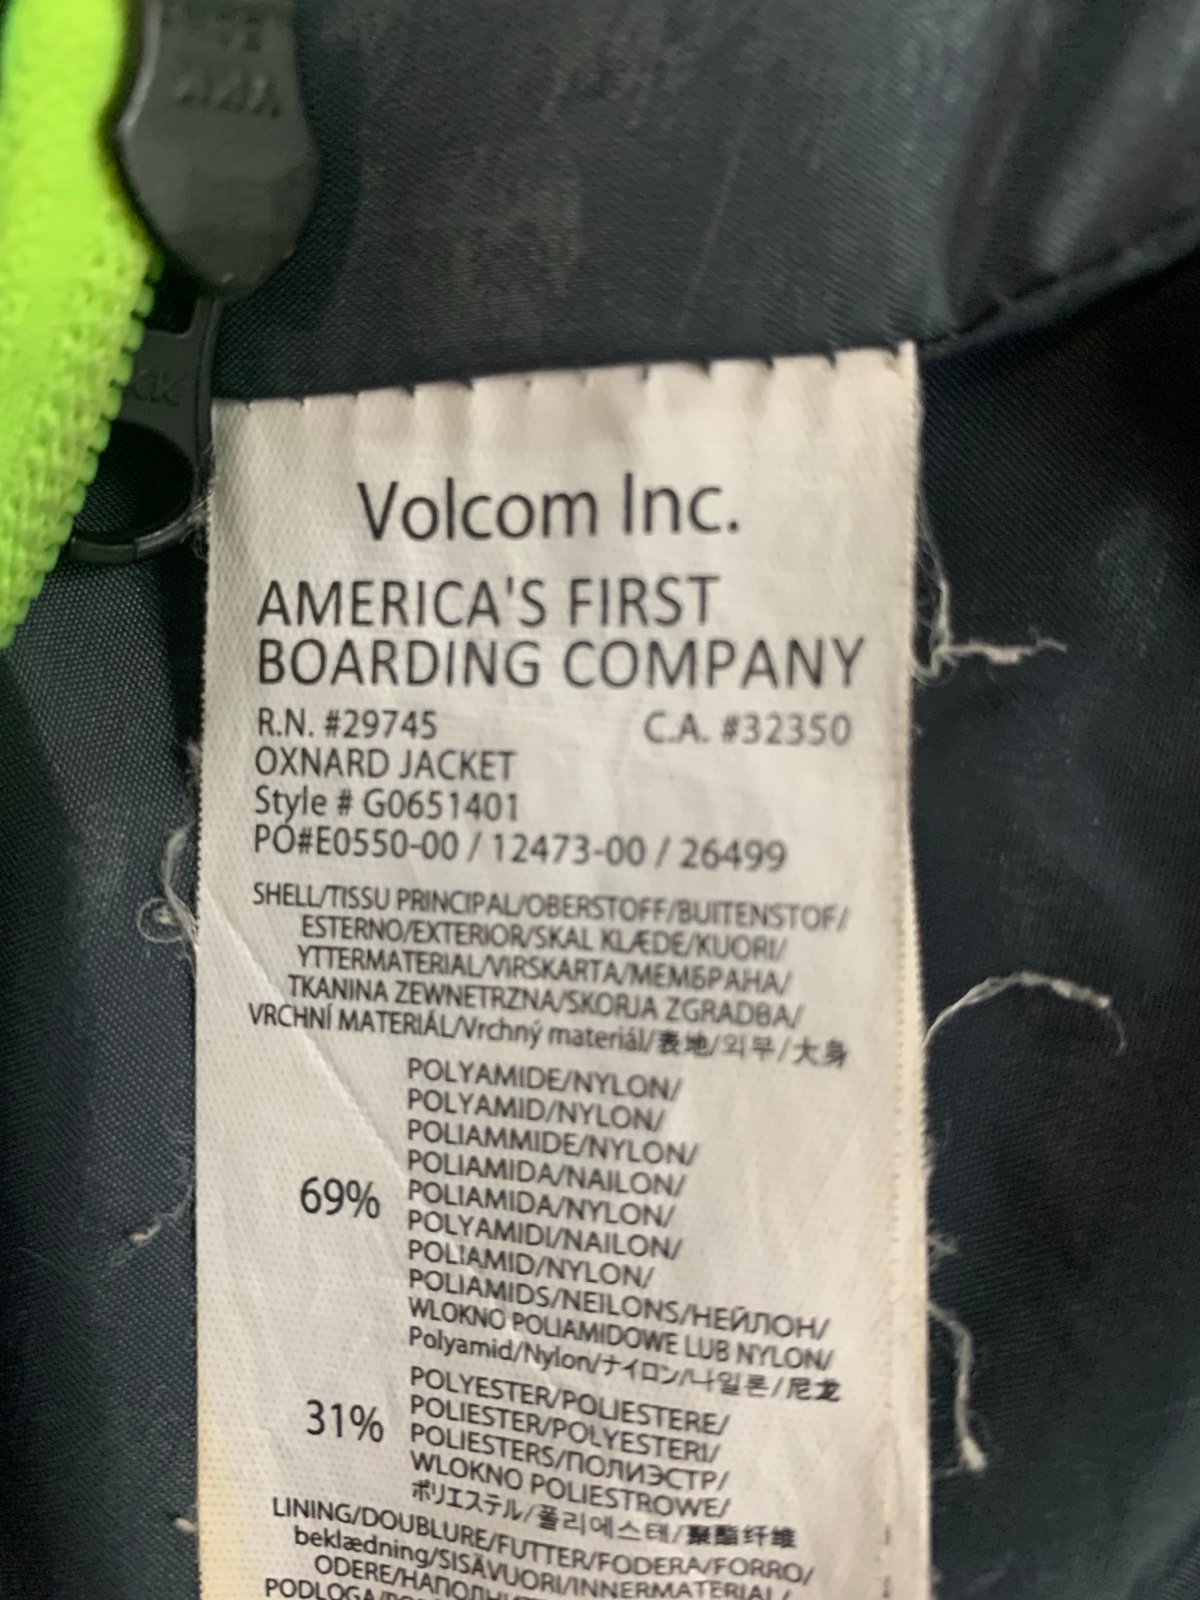 YKK
KK
Volcom Inc.
AMERICA'S FIRST
BOARDING COMPANY
R.N. #29745 C.A. #32350
OXNARD JACKET
Style # G0651401
PO#E0550-00 / 12473-00 / 26499
SHELL/TISSU PRINCIPAL/OBERSTOFF/BUITENSTOF/
ESTERNO/EXTERIOR/SKAL KLÆDE/KUORI/
YTTERMATERIAL/VIRSKARTA/МЕМБРАНА/
TKANINA ZEWNETRZNA/SKORJA ZGRADBA/
VRCHNÍ MATERIÁL/Vrchný materiál/表地/외부/大身
POLYAMIDE/NYLON/
POLYAMID/NYLON/
POLIAMMIDE/NYLON/
POLIAMIDA/NAILON/
69% POLIAMIDA/NYLON/
POLYAMIDI/NAILON/
POLIAMID/NYLON/
POLIAMIDS/NEILONS/НЕЙЛОН/
WLOKNO POLIAMIDOWE LUB NYLON/
Polyamid/Nylon/ナイロン/나일론/尼龙
POLYESTER/POLIESTERE/
31% POLIESTER/POLYESTERI/
POLIESTERS/ПОЛИЭСТР/
WLOKNO POLIESTROWE/
ポリエステル/폴리에스테/聚酯纤维
LINING/DOUBLURE/FUTTER/FODERA/FORRO/
beklædning/SISÄVUORI/INNERMATERIAL/
ODERE/
PODLOGA/